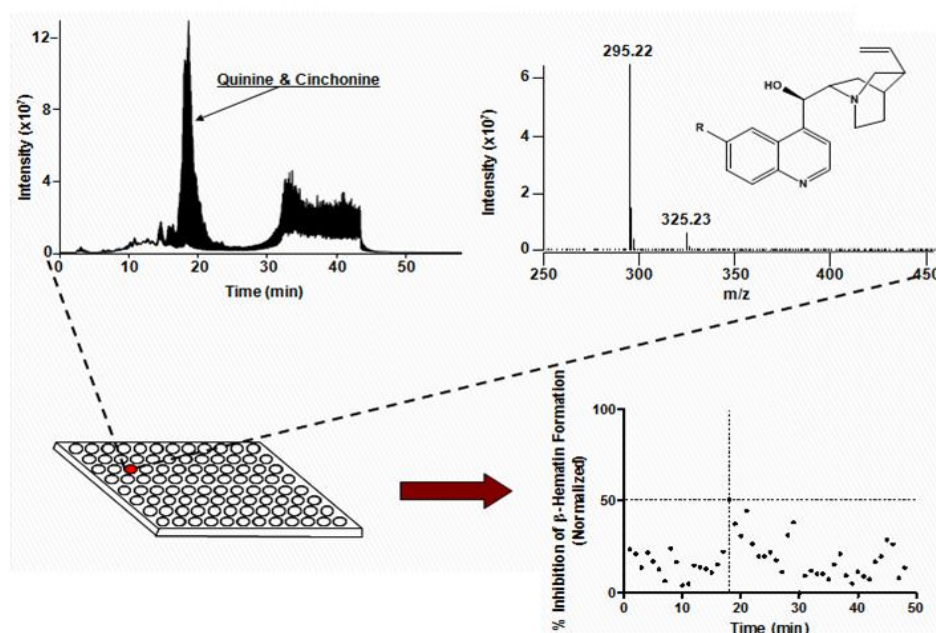 12
8
4
0
Intensity (x10⁷)
Quinine & Cinchonine
0 10 20 30 40 50
Time (min)
295.22
325.23
6
4
2
0
Intensity (x10⁷)
HO
N
R
N
250 300 350 400 450
m/z
100
50
0
% Inhibition of β-Hematin Formation
(Normalized)
0 10 20 30 40 50
Time (min)